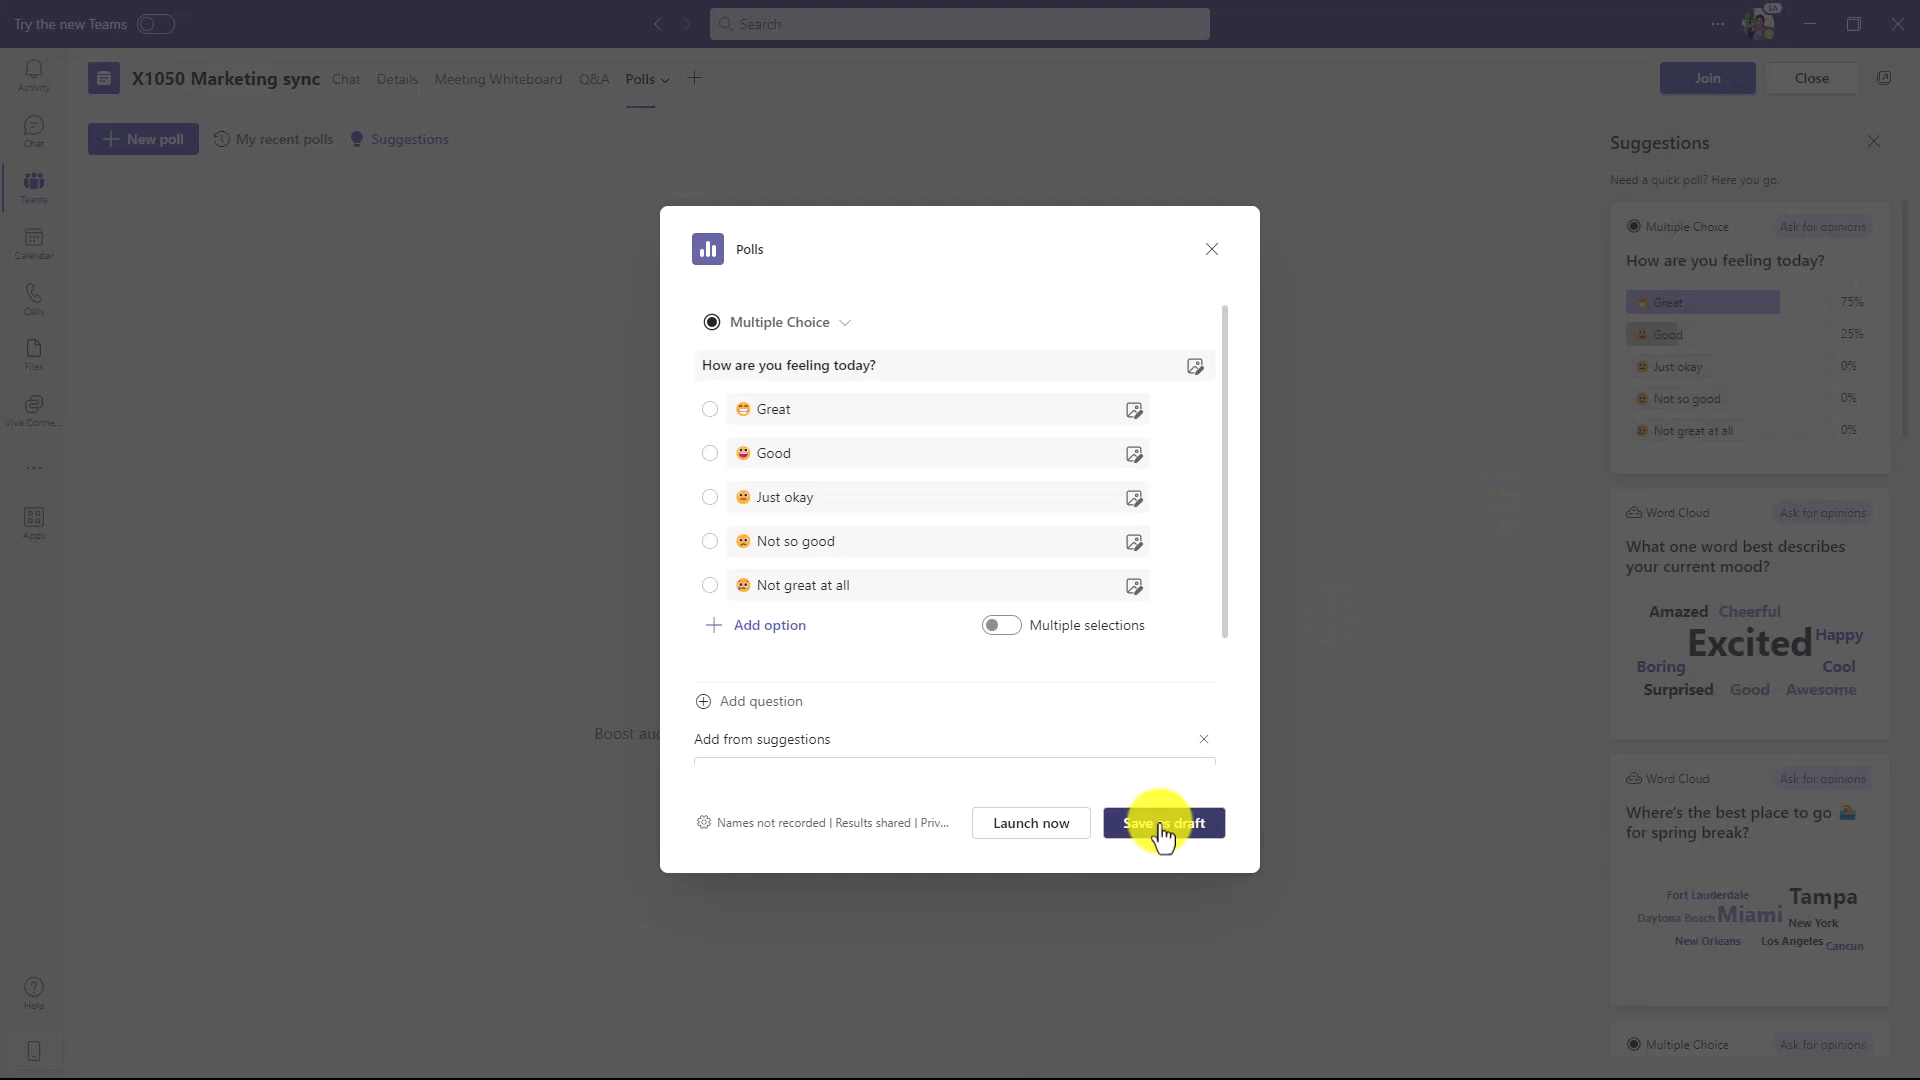 Try the new Teams
Search
EA
Activity
Chat
Teams
Calendar
Calls
Files
Viva Conne...
Apps
Help
X1050 Marketing sync
Chat
Details
Meeting Whiteboard
Q&A
Polls
Join
Close
New poll
My recent polls
Suggestions
Polls
Multiple Choice
How are you feeling today?
Great
Good
Just okay
Not so good
Not great at all
Add option
Multiple selections
Add question
Add from suggestions
Names not recorded | Results shared | Priv...
Launch now
Save as draft
Boost au
Suggestions
Need a quick poll? Here you go.
Multiple Choice
Ask for opinions
How are you feeling today?
Great 75%
Good 25%
Just okay 0%
Not so good 0%
Not great at all 0%
Word Cloud
Ask for opinions
What one word best describes
your current mood?
Amazed Cheerful
Excited Happy
Boring Cool
Surprised Good Awesome
Word Cloud
Ask for opinions
Where's the best place to go
for spring break?
Fort Lauderdale Tampa
Daytona Beach Miami New York
New Orleans Los Angeles Cancun
Multiple Choice
Ask for opinions